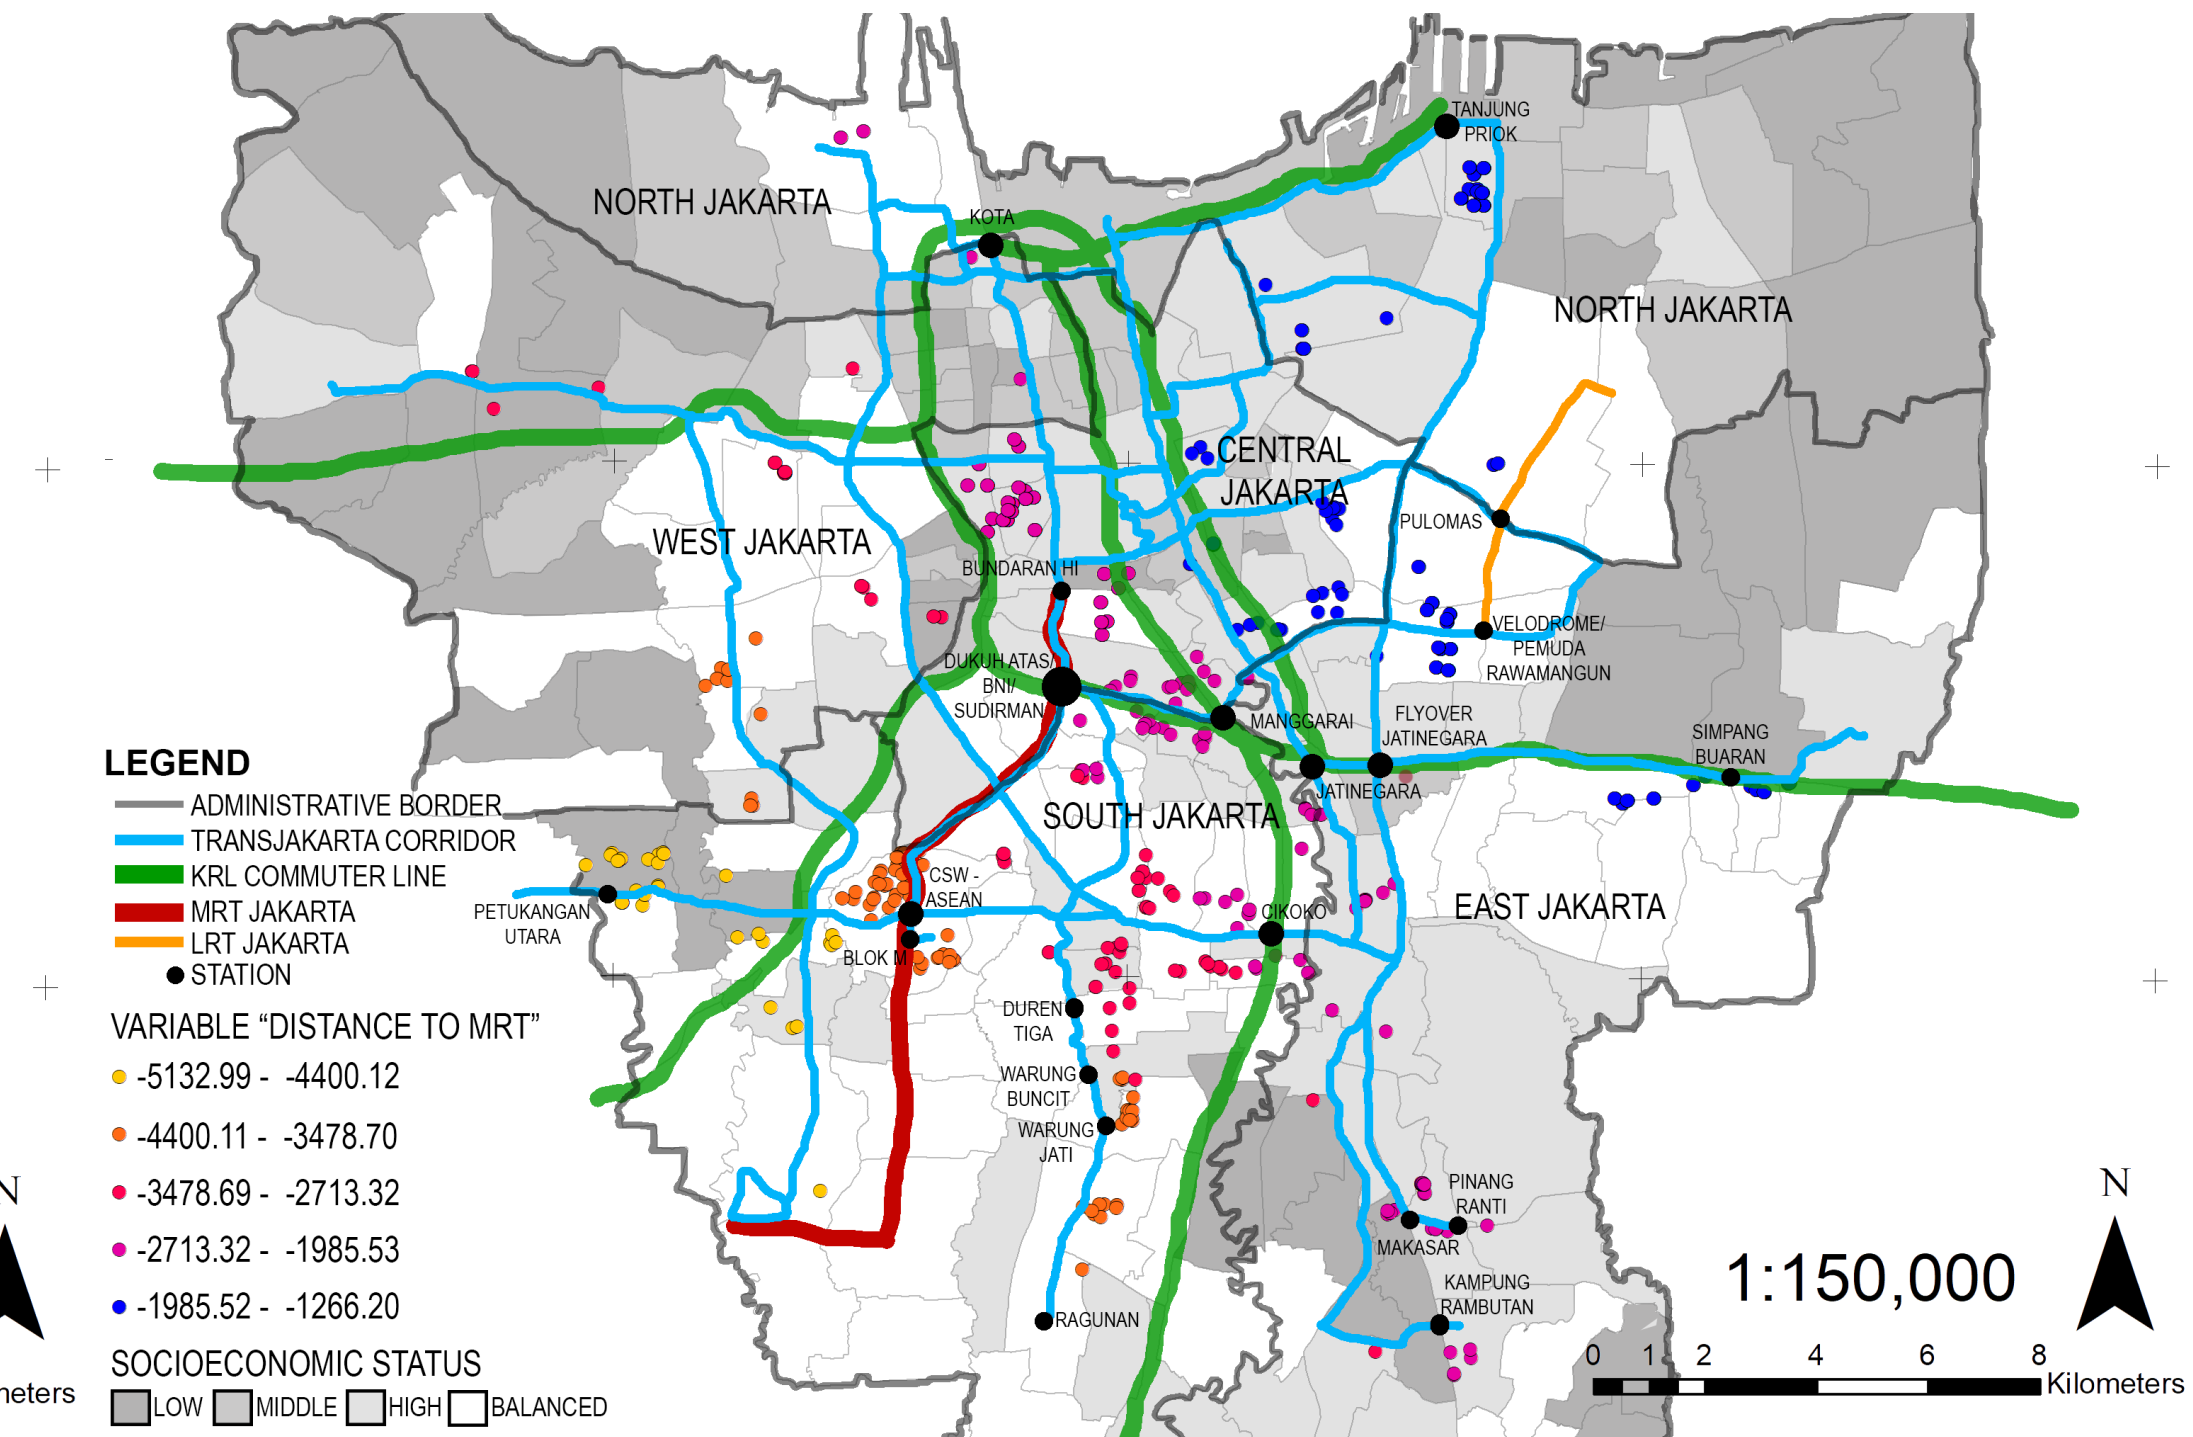 TANJUNG
PRIOK
NORTH JAKARTA
KOTA
NORTH JAKARTA
CENTRAL
JAKARTA
PULOMAS
WEST JAKARTA
BUNDARAN HI
VELODROME/
PEMUDA
RAWAMANGUN
DUKUH ATAS/
BNI/
SUDIRMAN
MANGGARAI
FLYOVER
JATINEGARA
SIMPANG
BUARAN
JATINEGARA
SOUTH JAKARTA
CSW -
ASEAN
PETUKANGAN
UTARA
CIKOKO
EAST JAKARTA
BLOK M
DUREN
TIGA
WARUNG
BUNCIT
WARUNG
JATI
PINANG
RANTI
MAKASAR
KAMPUNG
RAMBUTAN
RAGUNAN
LEGEND
ADMINISTRATIVE BORDER
TRANSJAKARTA CORRIDOR
KRL COMMUTER LINE
MRT JAKARTA
LRT JAKARTA
STATION
VARIABLE “DISTANCE TO MRT”
-5132.99 - -4400.12
-4400.11 - -3478.70
-3478.69 - -2713.32
-2713.32 - -1985.53
-1985.52 - -1266.20
SOCIOECONOMIC STATUS
LOW MIDDLE HIGH BALANCED
N
N
1:150,000
0 1 2 4 6 8
Kilometers
meters